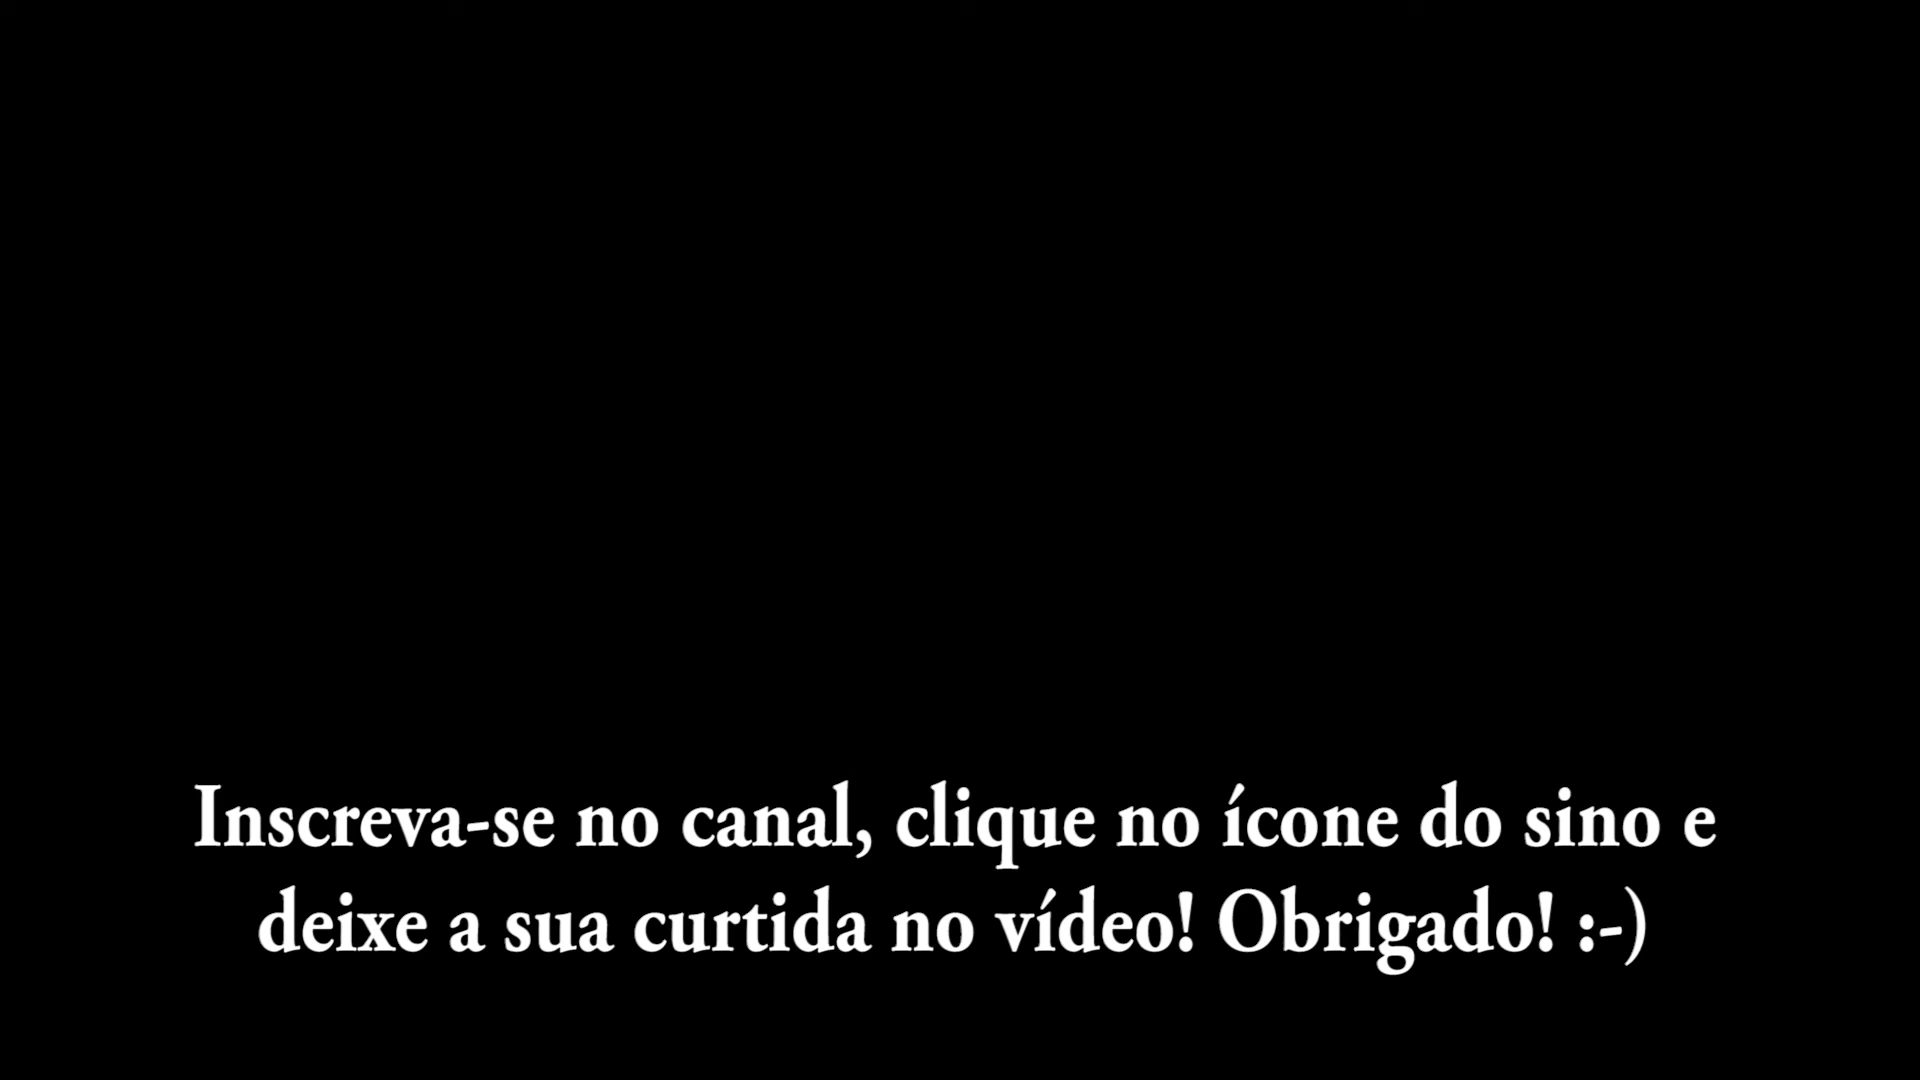 Inscreva-se no canal, clique no ícone do sino e
deixe a sua curtida no vídeo! Obrigado! :-)